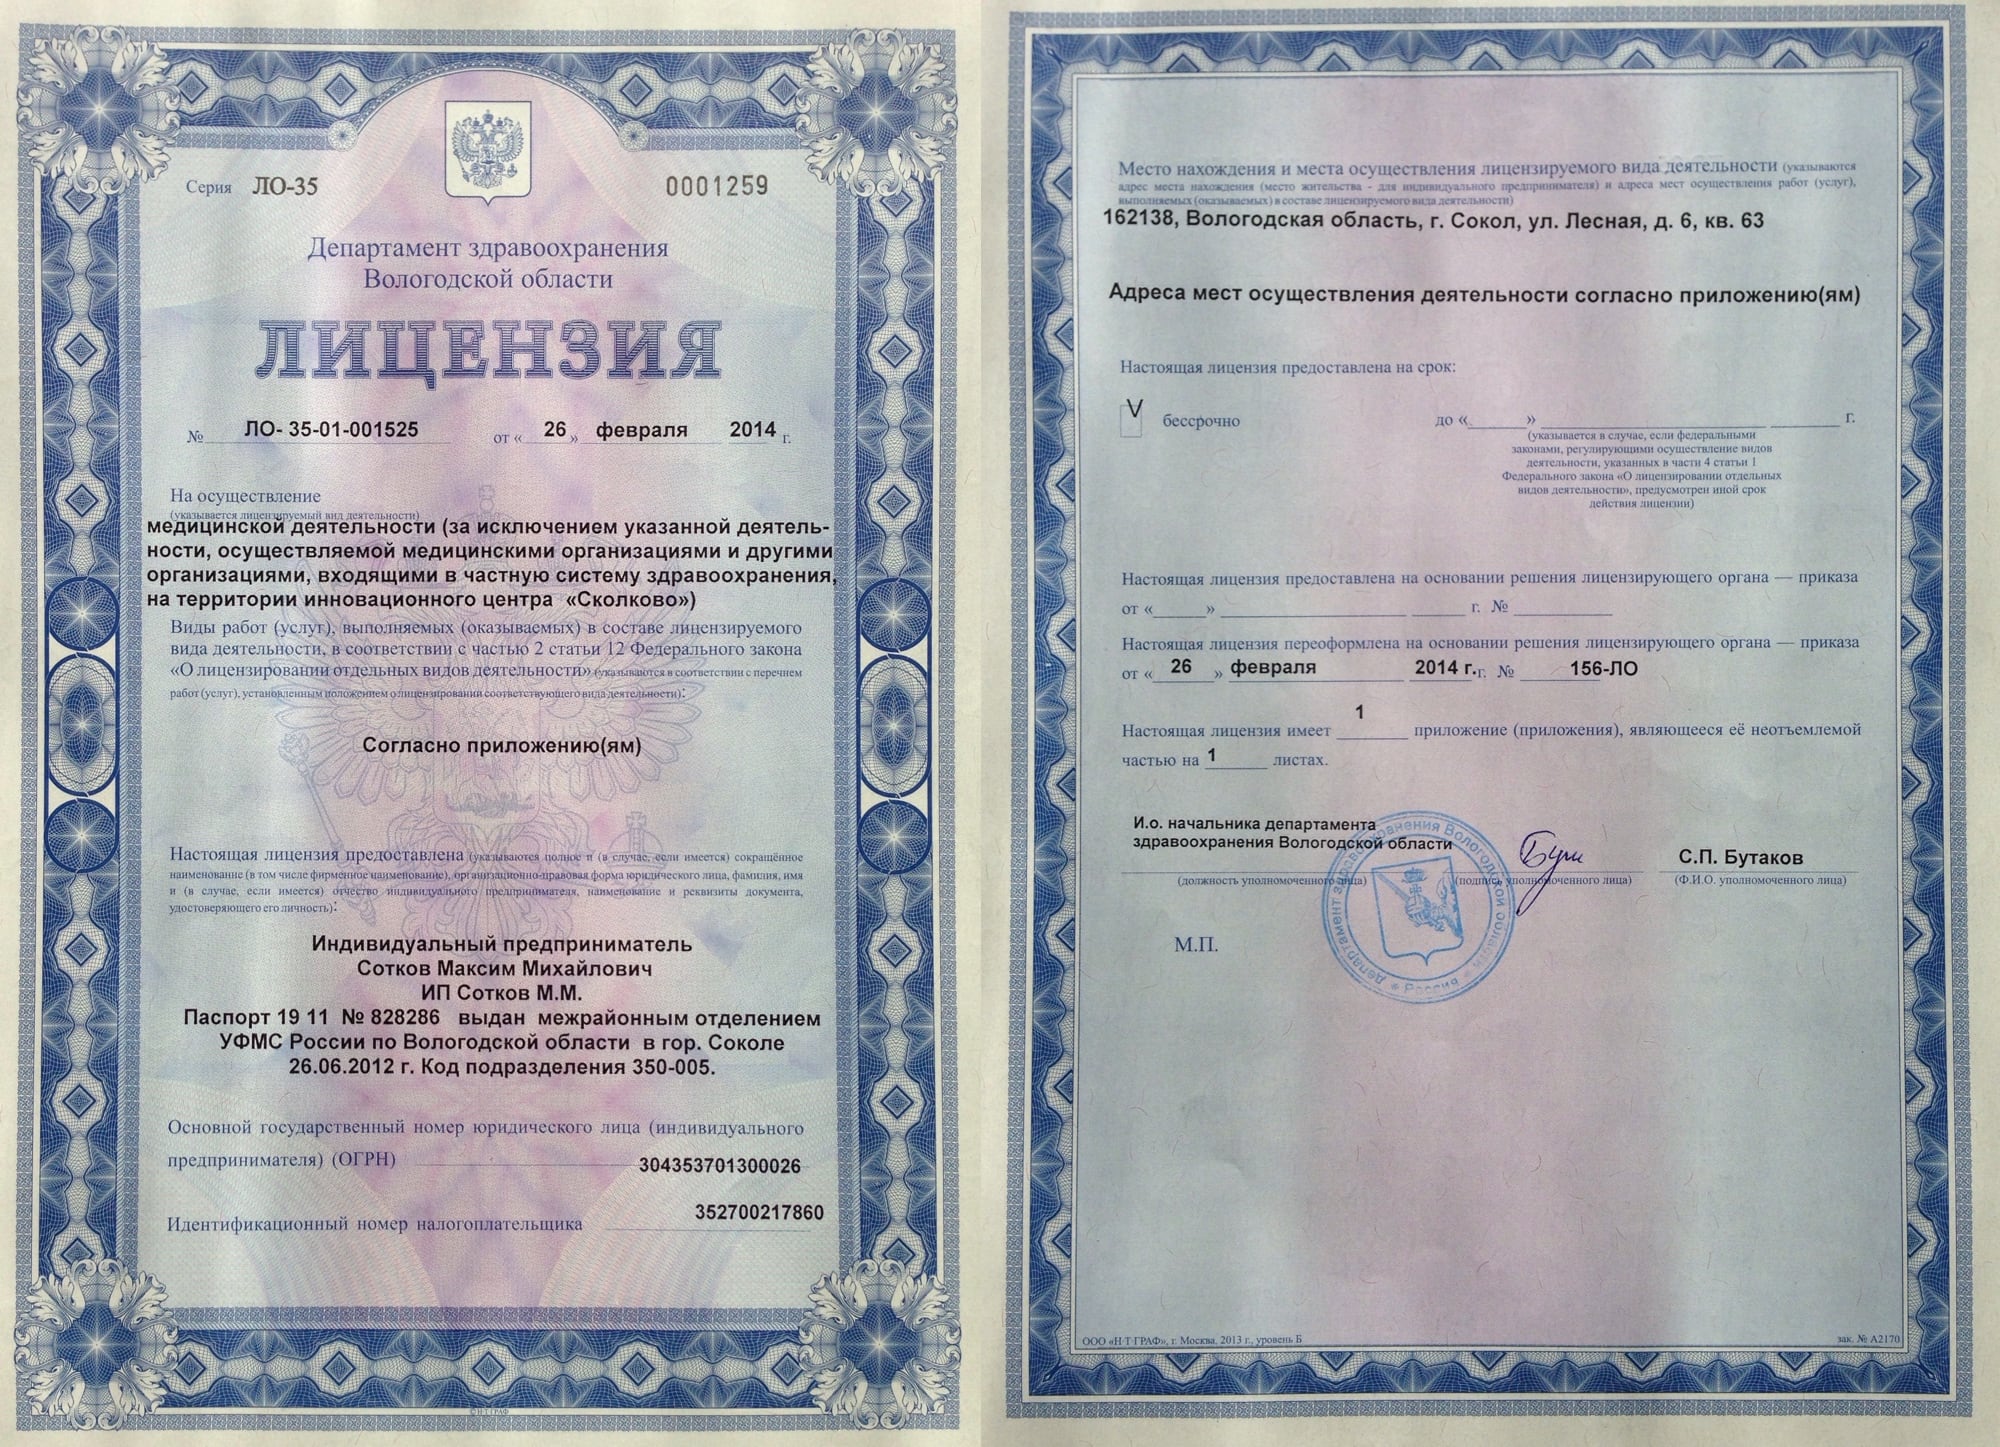 Серия ЛО-35
0001259
Департамент здравоохранения
Вологодской области
ЛИЦЕНЗИЯ
№ ЛО- 35-01-001525 от « 26 » февраля 2014 г.
На осуществление
(указывается лицензируемый вид деятельности)
медицинской деятельности (за исключением указанной деятель-
ности, осуществляемой медицинскими организациями и другими
организациями, входящими в частную систему здравоохранения,
на территории инновационного центра «Сколково»)
Виды работ (услуг), выполняемых (оказываемых) в составе лицензируемого
вида деятельности, в соответствии с частью 2 статьи 12 Федерального закона
«О лицензировании отдельных видов деятельности» (указываются в соответствии с перечнем
работ (услуг), установленным положением о лицензировании соответствующего вида деятельности):
Согласно приложению(ям)
Настоящая лицензия предоставлена (указываются полное и (в случае, если имеется) сокращённое
наименование (в том числе фирменное наименование), организационно-правовая форма юридического лица, фамилия, имя
и (в случае, если имеется) отчество индивидуального предпринимателя, наименование и реквизиты документа,
удостоверяющего его личность):
Индивидуальный предприниматель
Сотков Максим Михайлович
ИП Сотков М.М.
Паспорт 19 11 № 828286 выдан межрайонным отделением
УФМС России по Вологодской области в гор. Соколе
26.06.2012 г. Код подразделения 350-005.
Основной государственный номер юридического лица (индивидуального
предпринимателя) (ОГРН) 304353701300026
Идентификационный номер налогоплательщика 352700217860
© Н·Т·ГРАФ
Место нахождения и места осуществления лицензируемого вида деятельности (указываются
адрес места нахождения (место жительства - для индивидуального предпринимателя) и адреса мест осуществления работ (услуг),
выполняемых (оказываемых) в составе лицензируемого вида деятельности)
162138, Вологодская область, г. Сокол, ул. Лесная, д. 6, кв. 63
Адреса мест осуществления деятельности согласно приложению(ям)
Настоящая лицензия предоставлена на срок:
V бессрочно до «______» ____________ ______ г.
(указывается в случае, если федеральными
законами, регулирующими осуществление видов
деятельности, указанных в части 4 статьи 1
Федерального закона «О лицензировании отдельных
видов деятельности», предусмотрен иной срок
действия лицензии)
Настоящая лицензия предоставлена на основании решения лицензирующего органа — приказа
от «_____» ____________ ______ г. № __________
Настоящая лицензия переоформлена на основании решения лицензирующего органа — приказа
от « 26 » февраля 2014 г. г. № 156-ЛО
Настоящая лицензия имеет 1 приложение (приложения), являющееся её неотъемлемой
частью на 1 листах.
И.о. начальника департамента
здравоохранения Вологодской области
С.П. Бутаков
(должность уполномоченного лица) (подпись уполномоченного лица) (Ф.И.О. уполномоченного лица)
Департамент здравоохранения Вологодской области * Россия *
М.П.
ООО «Н·Т·ГРАФ», г. Москва, 2013 г., уровень Б
зак. № А2170